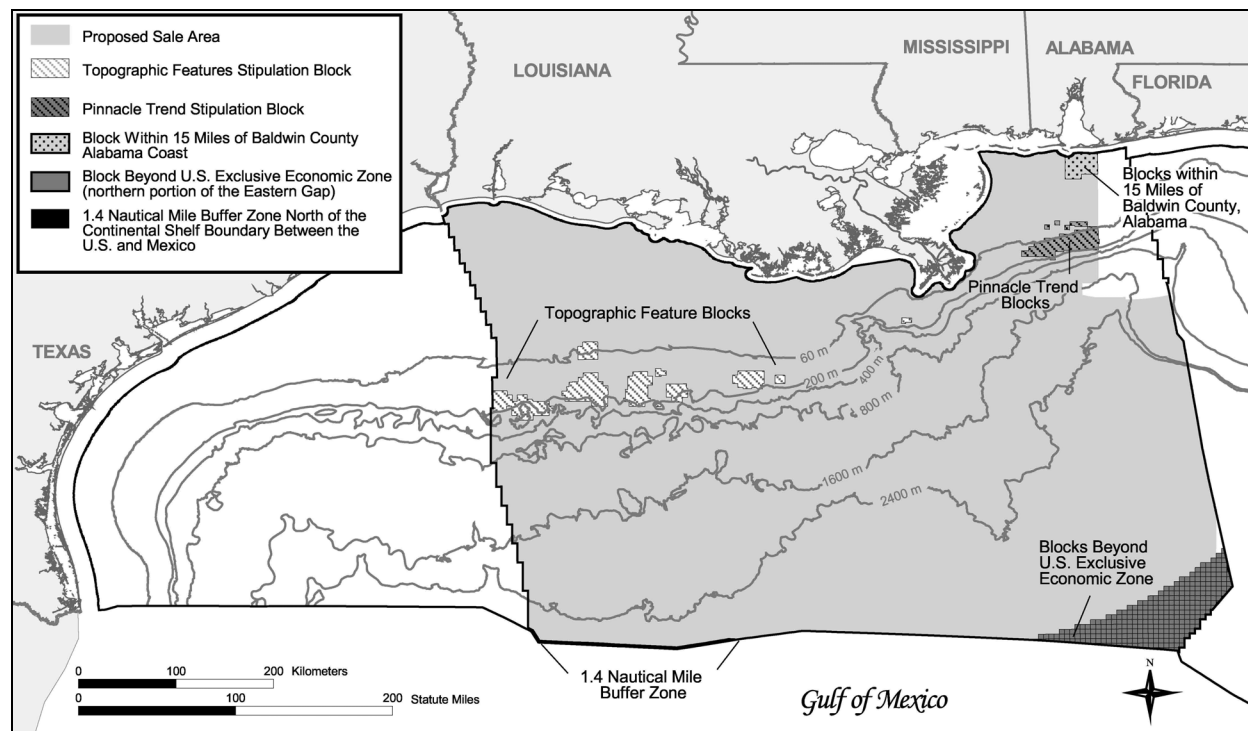 Proposed Sale Area
Topographic Features Stipulation Block
Pinnacle Trend Stipulation Block
Block Within 15 Miles of Baldwin County
Alabama Coast
Block Beyond U.S. Exclusive Economic Zone
(northern portion of the Eastern Gap)
1.4 Nautical Mile Buffer Zone North of the
Continental Shelf Boundary Between the
U.S. and Mexico
LOUISIANA
MISSISSIPPI
ALABAMA
FLORIDA
TEXAS
Blocks within
15 Miles of
Baldwin County,
Alabama
Pinnacle Trend
Blocks
Topographic Feature Blocks
60 m
200 m
400 m
800 m
1600 m
2400 m
Blocks Beyond
U.S. Exclusive
Economic Zone
1.4 Nautical Mile
Buffer Zone
Gulf of Mexico
N
0 100 200 Kilometers
0 100 200 Statute Miles